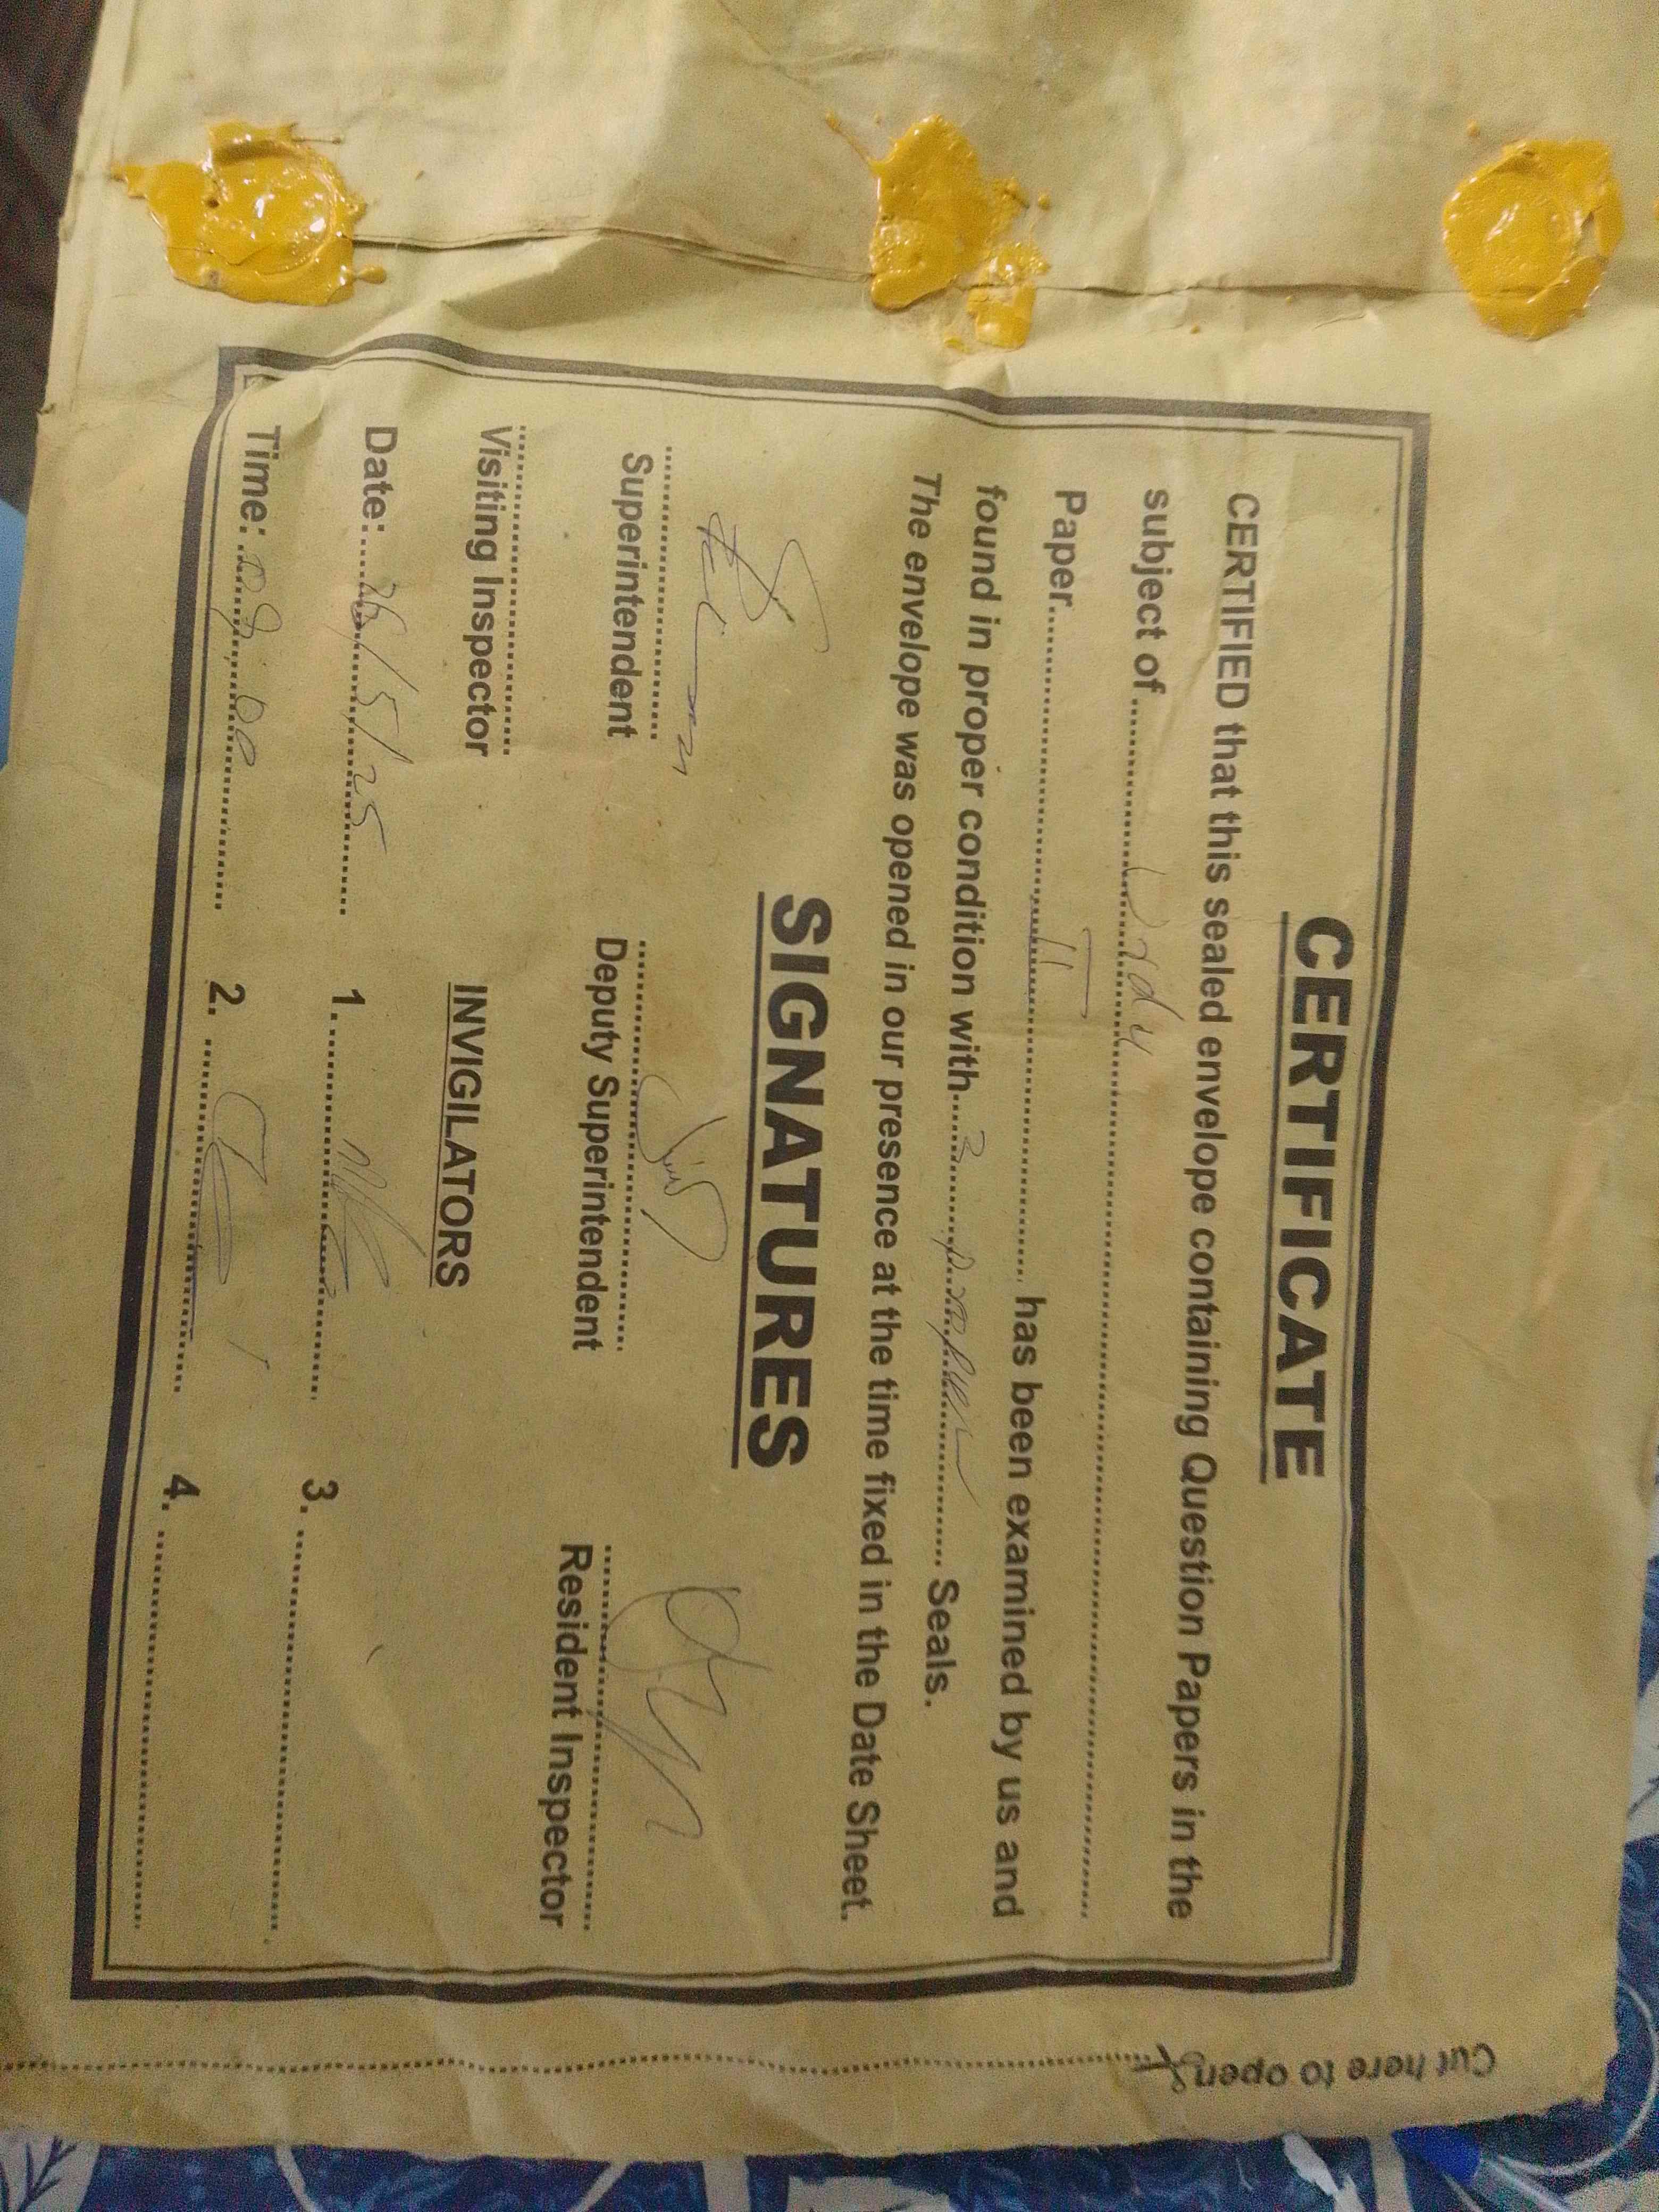 CERTIFICATE
CERTIFIED that this sealed envelope containing Question Papers in the
subject of........Urdu........
Paper........II........ has been examined by us and
found in proper condition with......3...... Seals.
The envelope was opened in our presence at the time fixed in the Date Sheet.
SIGNATURES
Superintendent
Deputy Superintendent
Resident Inspector
Visiting Inspector
INVIGILATORS
Date:....26/5/25....
1.
3.
Time:....08:00....
2.
4.
Cut here to open